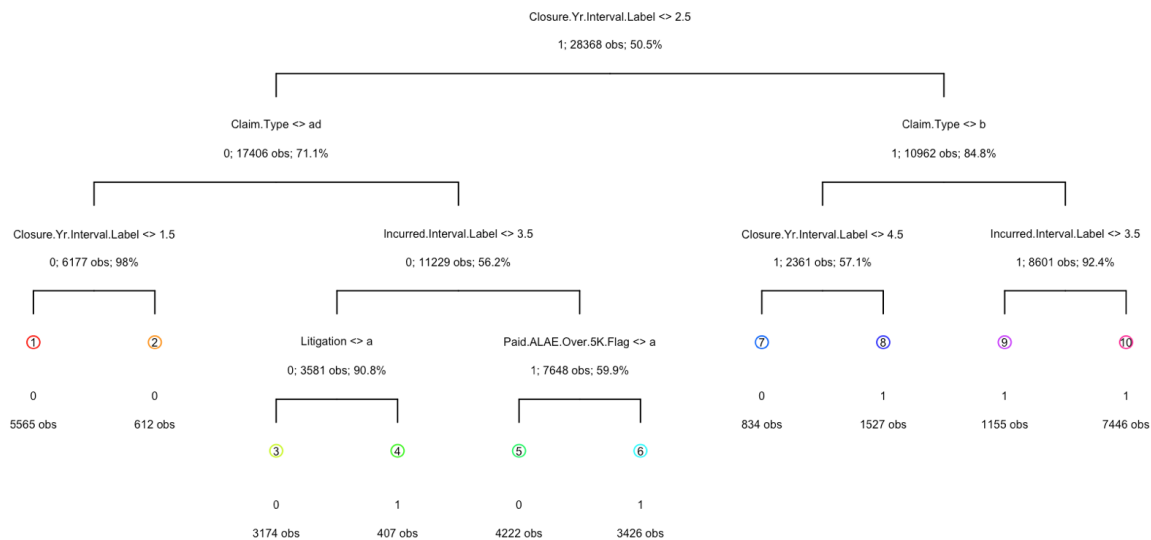 Closure.Yr.Interval.Label <> 2.5
1; 28368 obs; 50.5%
Claim.Type <> ad
0; 17406 obs; 71.1%
Claim.Type <> b
1; 10962 obs; 84.8%
Closure.Yr.Interval.Label <> 1.5
0; 6177 obs; 98%
Incurred.Interval.Label <> 3.5
0; 11229 obs; 56.2%
Closure.Yr.Interval.Label <> 4.5
1; 2361 obs; 57.1%
Incurred.Interval.Label <> 3.5
1; 8601 obs; 92.4%
1
0
5565 obs
2
0
612 obs
Litigation <> a
0; 3581 obs; 90.8%
Paid.ALAE.Over.5K.Flag <> a
1; 7648 obs; 59.9%
7
0
834 obs
8
1
1527 obs
9
1
1155 obs
10
1
7446 obs
3
0
3174 obs
4
1
407 obs
5
0
4222 obs
6
1
3426 obs